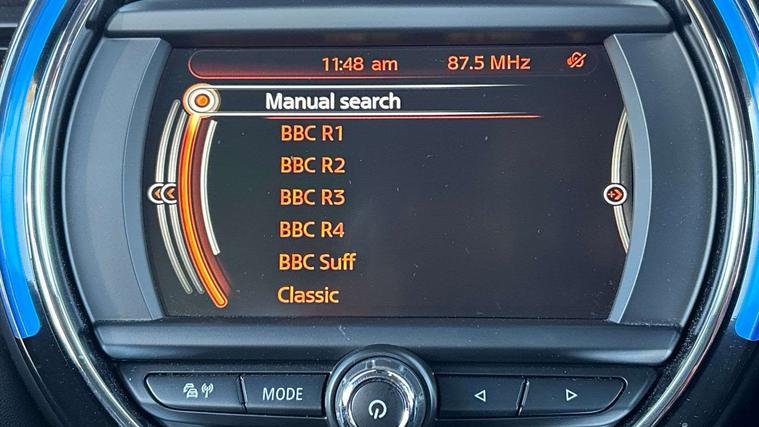 11:48 am 87.5 MHz
Manual search
BBC R1
BBC R2
BBC R3
BBC R4
BBC Suff
Classic
MODE